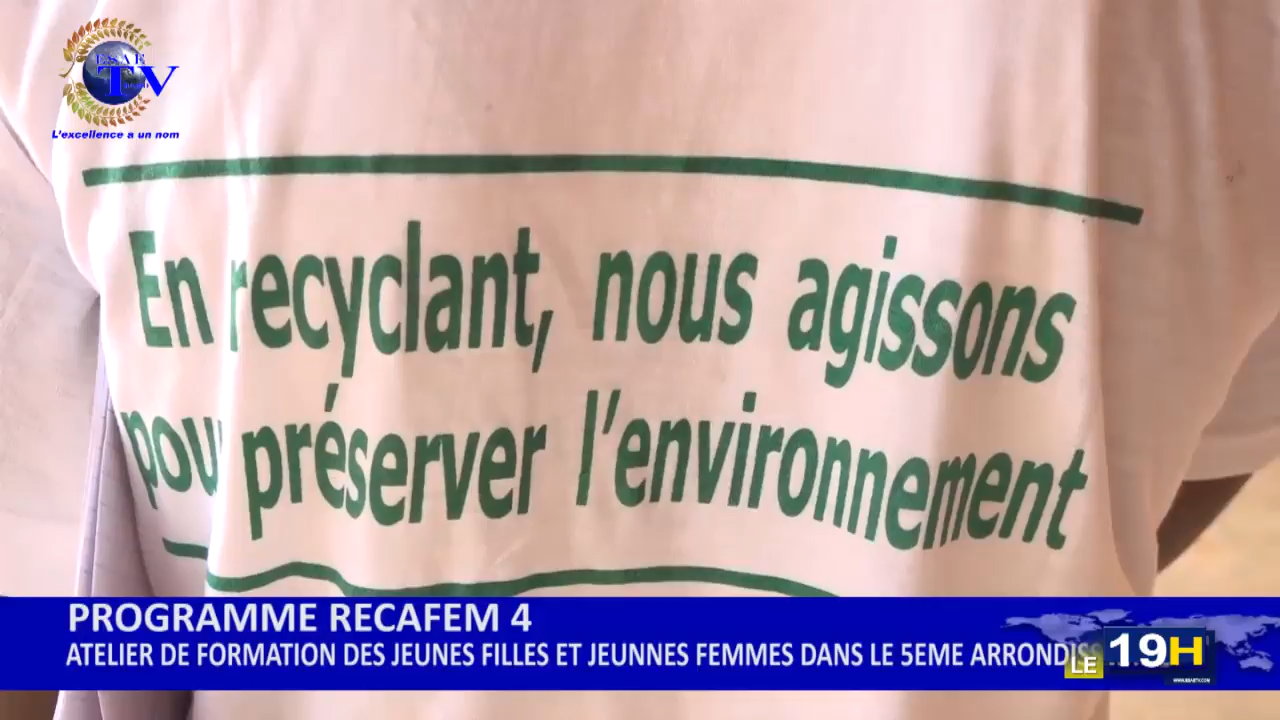 TV
L'excellence a un nom
En recyclant, nous agissons
pour préserver l'environnement
PROGRAMME RECAFEM 4
ATELIER DE FORMATION DES JEUNES FILLES ET JEUNNES FEMMES DANS LE 5EME
LE 19H